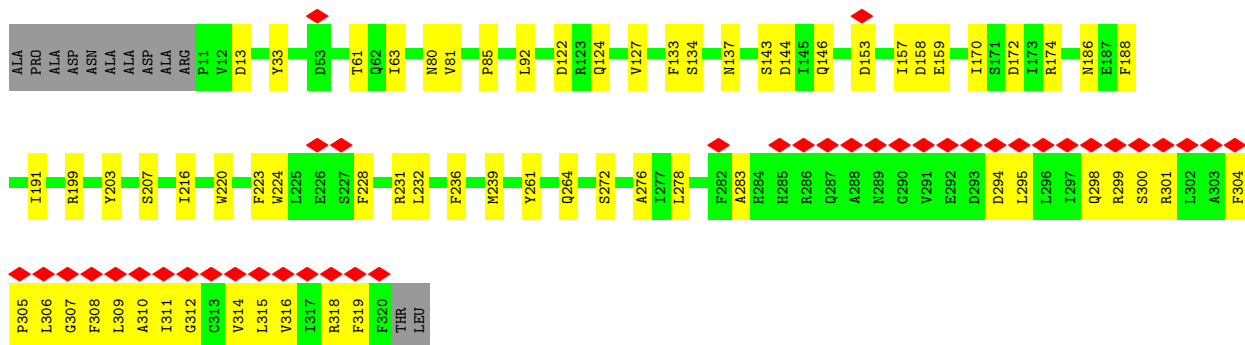 ALA PRO ALA ASP ASN ALA ALA ASP ALA ARG P11 V12 D13 Y33 D53 T61 Q62 I63 N80 V81 P85 L92 D122 R123 Q124 V127 F133 S134 N137 S143 D144 I145 Q146 D153 I157 D158 E159 I170 S171 D172 I173 R174 N186 E187 F188
I191 R199 Y203 S207 I216 W220 F223 W224 L225 E226 S227 F228 R231 L232 F236 M239 Y261 Q264 S272 A276 I277 L278 F282 A283 H284 H285 R286 Q287 A288 N289 G290 V291 E292 D293 D294 L295 L296 I297 Q298 R299 S300 R301 L302 A303 F304
P305 L306 G307 F308 L309 A310 I311 G312 C313 V314 L315 V316 I317 R318 F319 F320 THR LEU